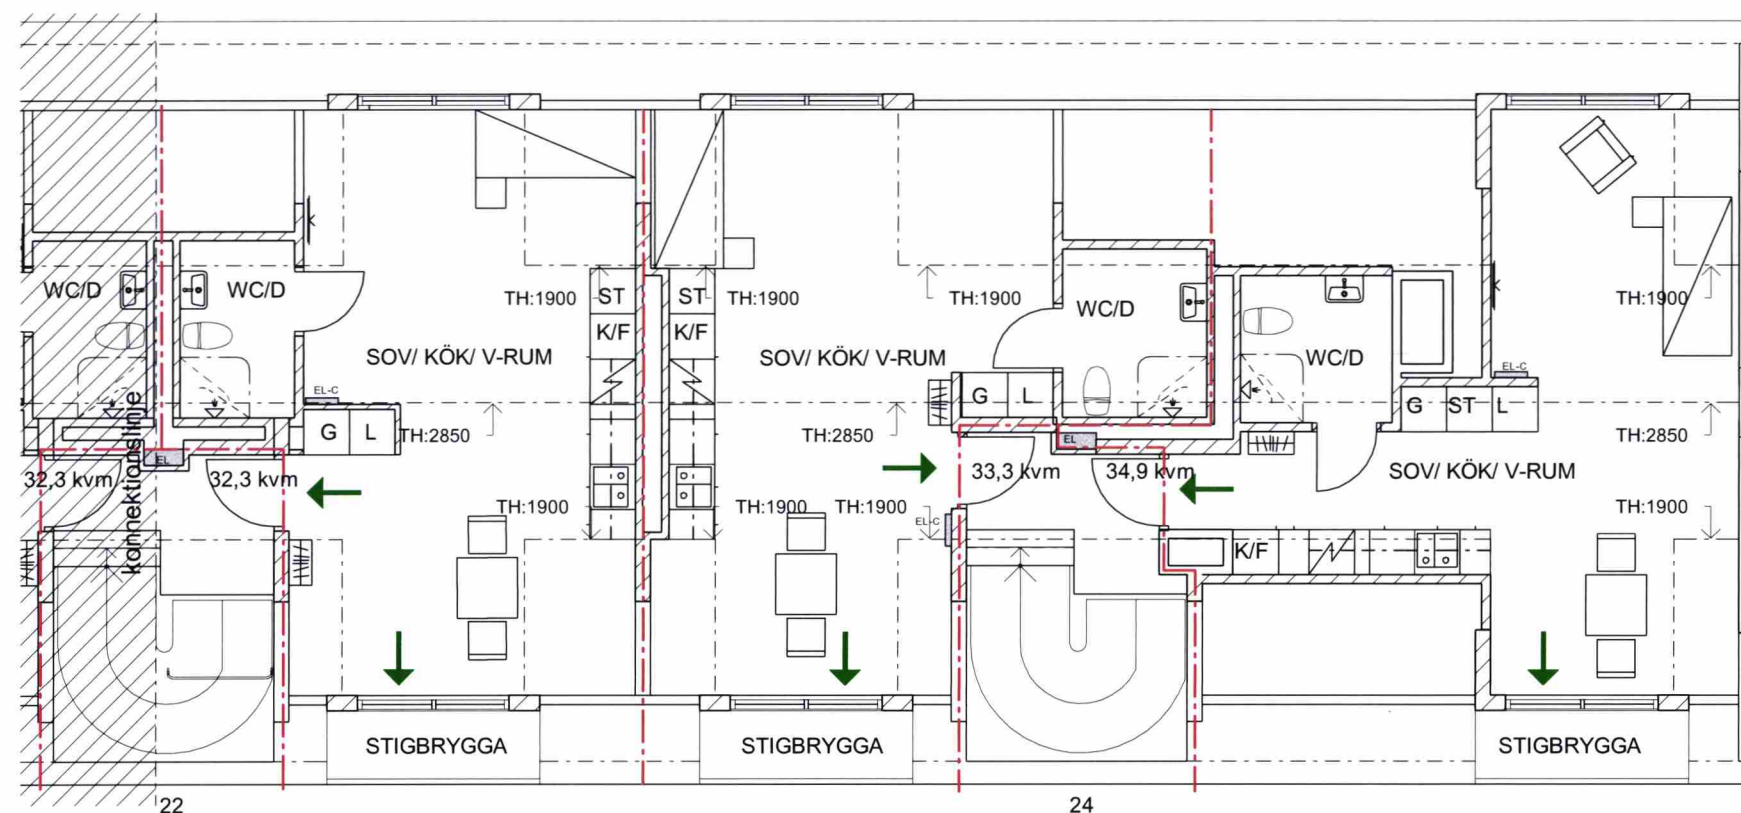 WC/D
WC/D
TH:1900
ST
ST
TH:1900
TH:1900
WC/D
TH:1900
K/F
K/F
SOV/ KÖK/ V-RUM
SOV/ KÖK/ V-RUM
WC/D
EL-C
EL-C
G
L
G
L
G
ST
L
TH:2850
TH:2850
TH:2850
EL
EL
32,3 kvm
32,3 kvm
33,3 kvm
34,9 kvm
SOV/ KÖK/ V-RUM
konnektionslinje
TH:1900
TH:1900
TH:1900
TH:1900
EL-C
K/F
STIGBRYGGA
STIGBRYGGA
STIGBRYGGA
22
24